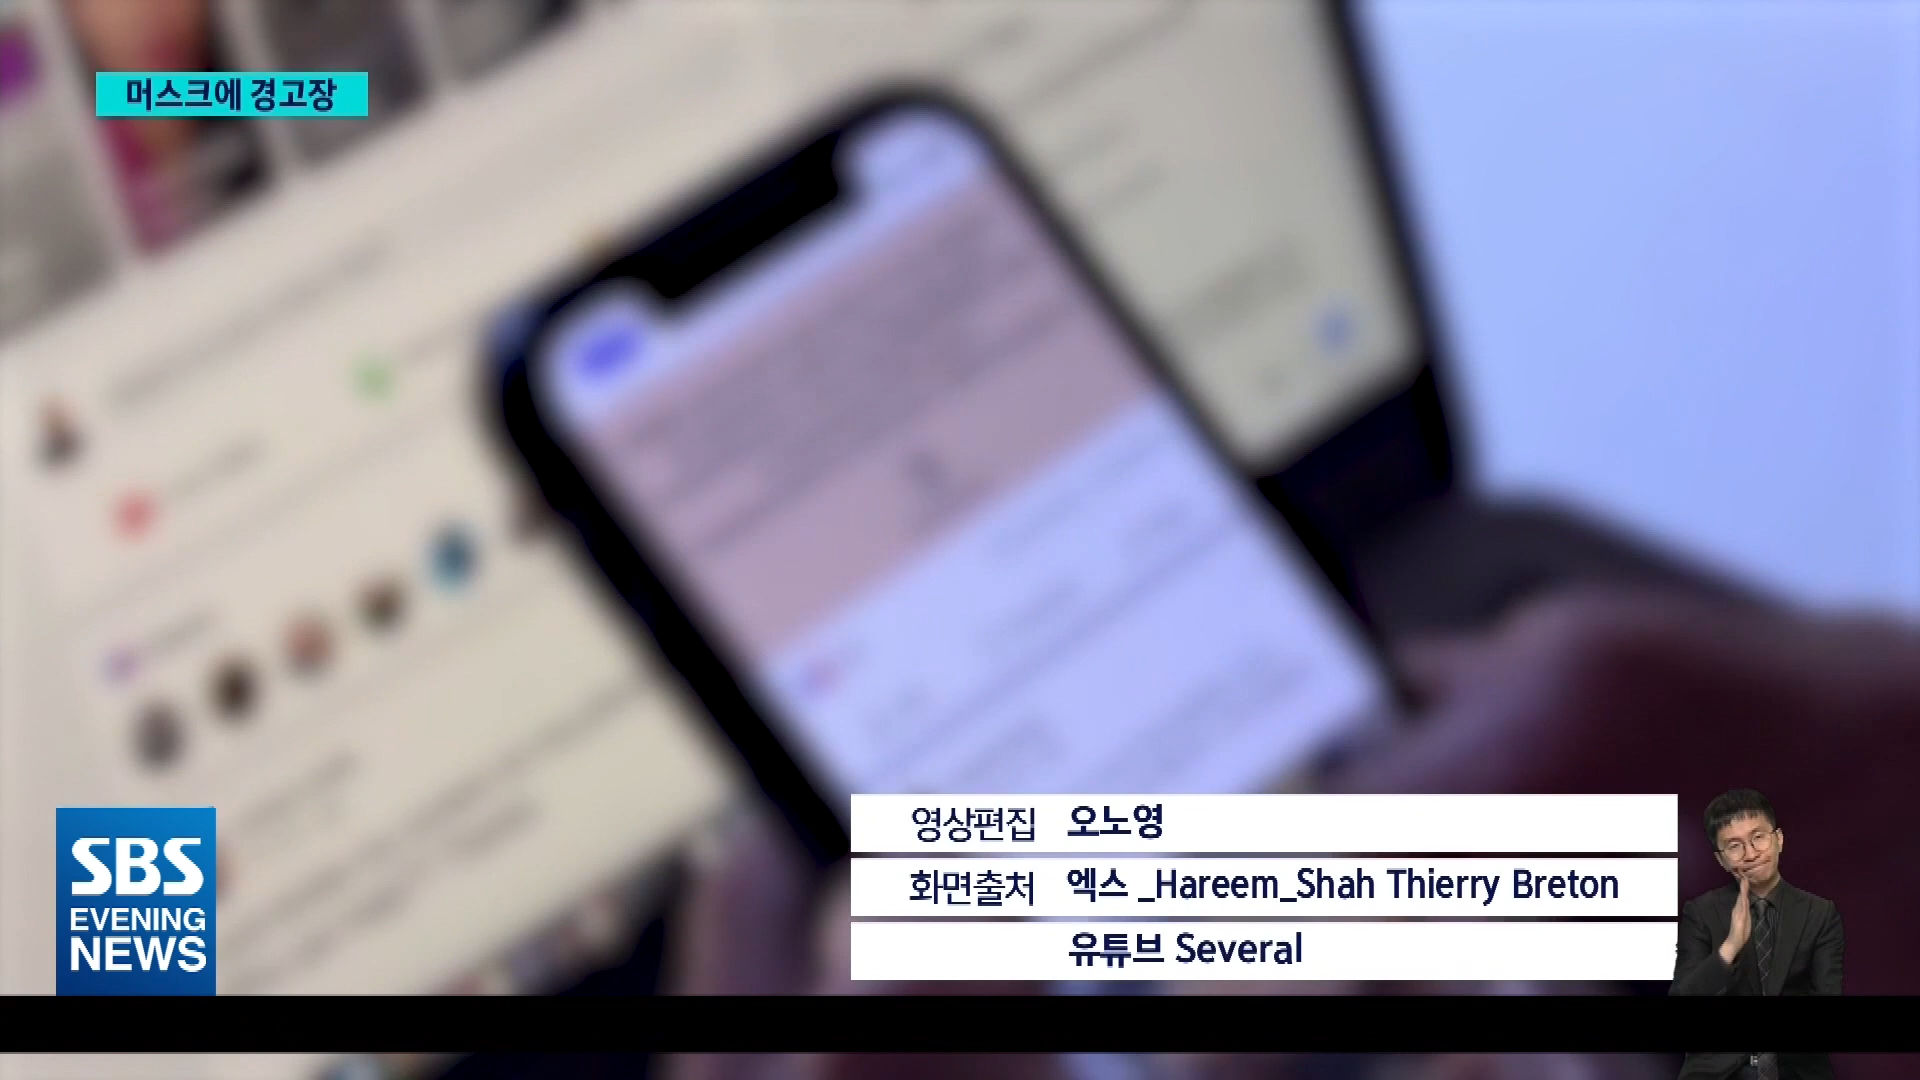 머스크에 경고장
영상편집 오노영
화면출처 엑스 _Hareem_Shah Thierry Breton
유튜브 Several
SBS
EVENING
NEWS